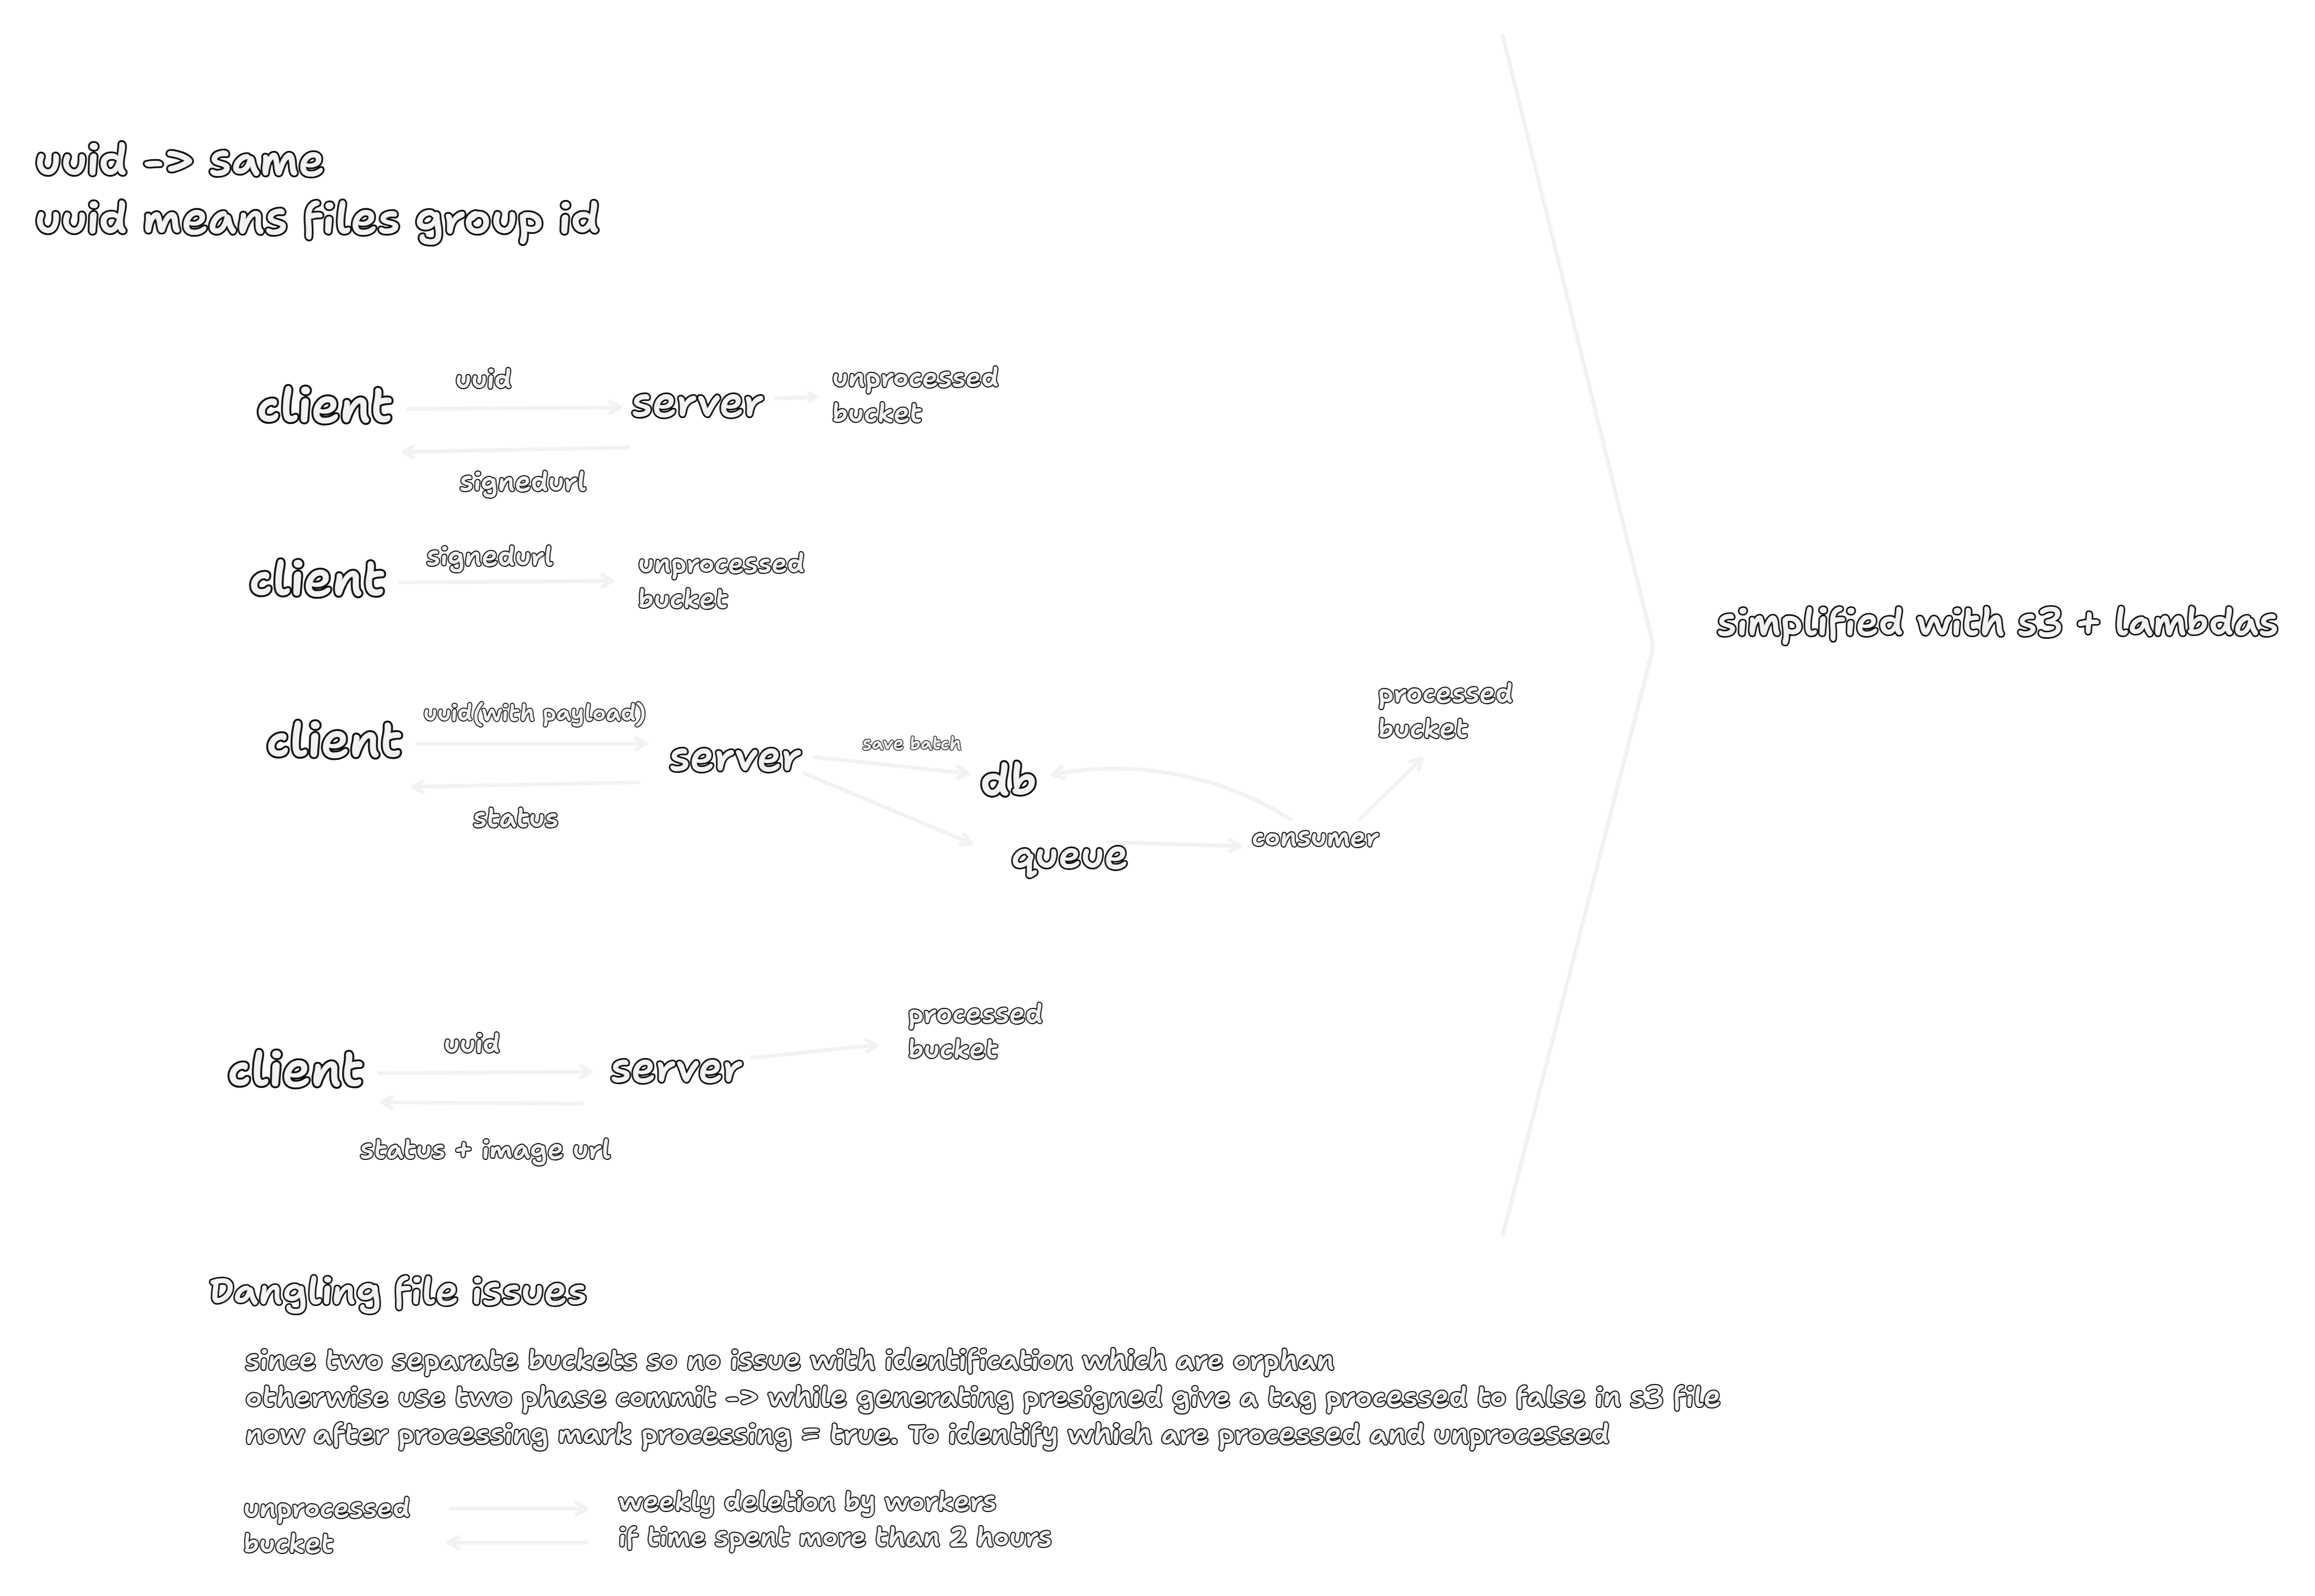 uuid -> same
uuid means files group id
client
uuid
server
unprocessed
bucket
signedurl
client
signedurl
unprocessed
bucket
client
uuid(with payload)
server
status
save batch
db
queue
consumer
processed
bucket
simplified with s3 + lambdas
client
uuid
server
processed
bucket
status + image url
Dangling file issues
since two separate buckets so no issue with identification which are orphan
otherwise use two phase commit -> while generating presigned give a tag processed to false in s3 file
now after processing mark processing = true. To identify which are processed and unprocessed
unprocessed
bucket
weekly deletion by workers
if time spent more than 2 hours